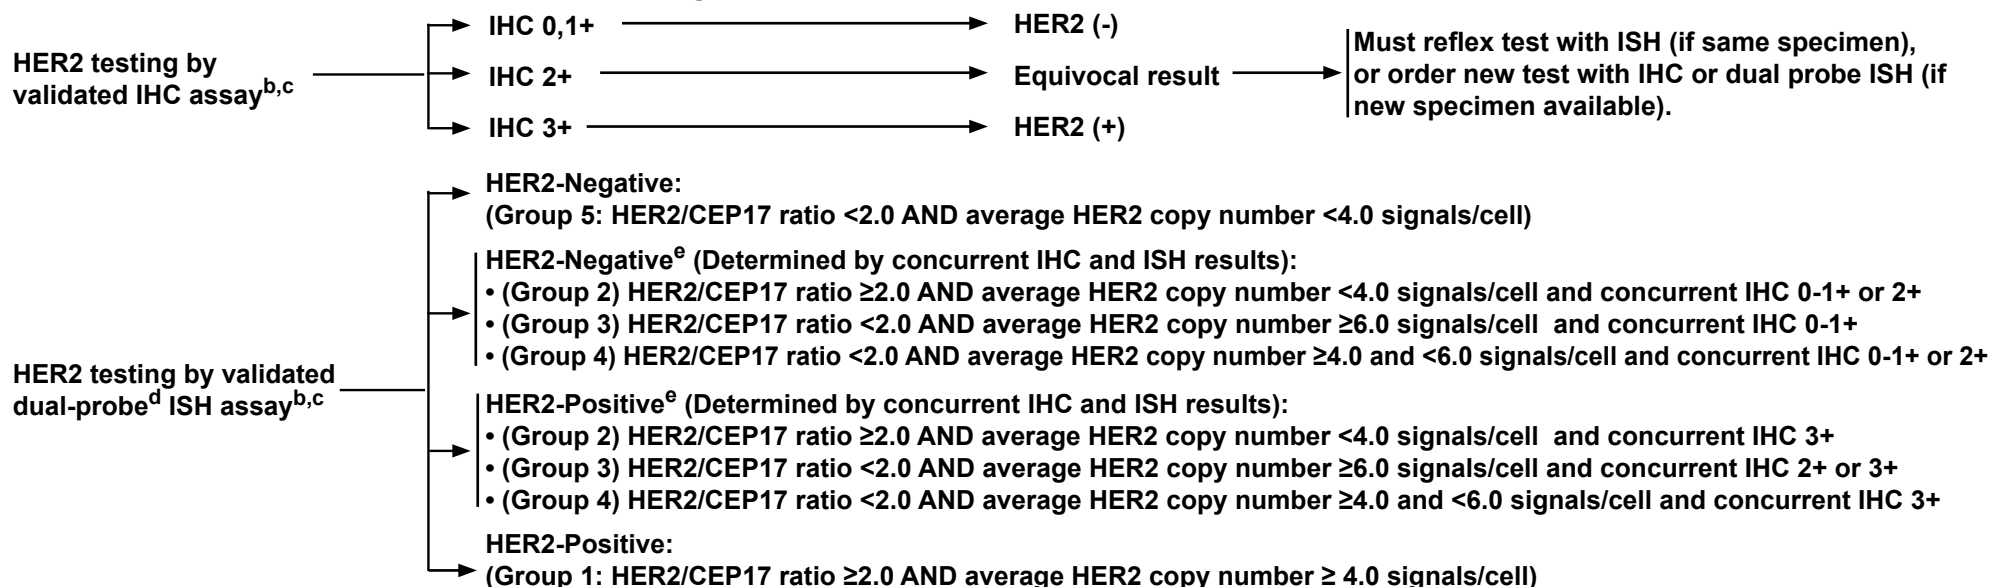 HER2 testing by
validated IHC assay^b,c
IHC 0,1+
HER2 (-)
IHC 2+
Equivocal result
Must reflex test with ISH (if same specimen),
or order new test with IHC or dual probe ISH (if
new specimen available).
IHC 3+
HER2 (+)
HER2 testing by validated
dual-probe^d ISH assay^b,c
HER2-Negative:
(Group 5: HER2/CEP17 ratio <2.0 AND average HER2 copy number <4.0 signals/cell)
HER2-Negative^e (Determined by concurrent IHC and ISH results):
• (Group 2) HER2/CEP17 ratio ≥2.0 AND average HER2 copy number <4.0 signals/cell and concurrent IHC 0-1+ or 2+
• (Group 3) HER2/CEP17 ratio <2.0 AND average HER2 copy number ≥6.0 signals/cell and concurrent IHC 0-1+
• (Group 4) HER2/CEP17 ratio <2.0 AND average HER2 copy number ≥4.0 and <6.0 signals/cell and concurrent IHC 0-1+ or 2+
HER2-Positive^e (Determined by concurrent IHC and ISH results):
• (Group 2) HER2/CEP17 ratio ≥2.0 AND average HER2 copy number <4.0 signals/cell and concurrent IHC 3+
• (Group 3) HER2/CEP17 ratio <2.0 AND average HER2 copy number ≥6.0 signals/cell and concurrent IHC 2+ or 3+
• (Group 4) HER2/CEP17 ratio <2.0 AND average HER2 copy number ≥4.0 and <6.0 signals/cell and concurrent IHC 3+
HER2-Positive:
(Group 1: HER2/CEP17 ratio ≥2.0 AND average HER2 copy number ≥ 4.0 signals/cell)